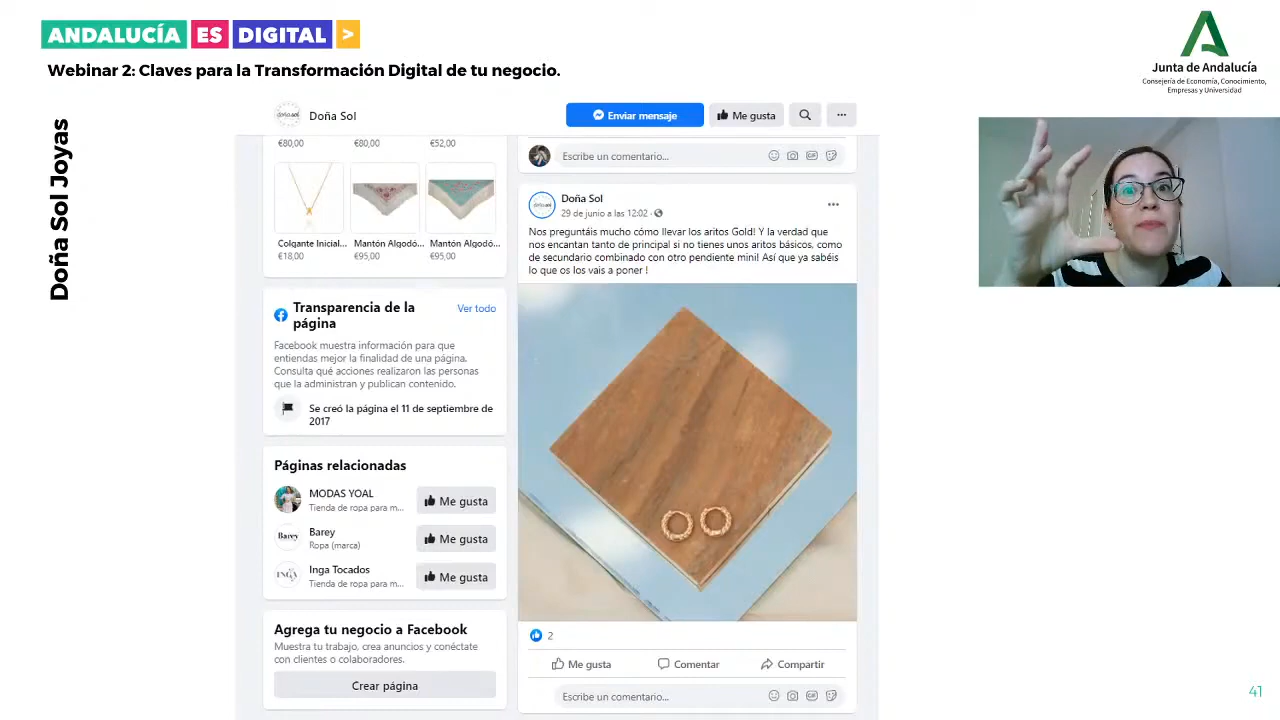 ANDALUCÍA ES DIGITAL >
Webinar 2: Claves para la Transformación Digital de tu negocio.
Junta de Andalucía
Consejería de Economía, Conocimiento,
Empresas y Universidad
Doña Sol Joyas
Doña Sol
Enviar mensaje
Me gusta
€80,00
€80,00
€52,00
Colgante Inicial...
Mantón Algodó...
Mantón Algodó...
€18,00
€95,00
€95,00
Transparencia de la
página
Ver todo
Facebook muestra información para que
entiendas mejor la finalidad de una página.
Consulta qué acciones realizaron las personas
que la administran y publican contenido.
Se creó la página el 11 de septiembre de
2017
Páginas relacionadas
MODAS YOAL
Tienda de ropa para m...
Me gusta
Barey
Barey
Ropa (marca)
Me gusta
INGA
Inga Tocados
Tienda de ropa para m...
Me gusta
Agrega tu negocio a Facebook
Muestra tu trabajo, crea anuncios y conéctate
con clientes o colaboradores.
Crear página
Escribe un comentario...
Doña Sol
29 de junio a las 12:02 ·
Nos preguntáis mucho cómo llevar los aritos Gold! Y la verdad que
nos encantan tanto de principal si no tienes unos aritos básicos, como
de secundario combinado con otro pendiente mini! Así que ya sabéis
lo que os los vais a poner !
2
Me gusta
Comentar
Compartir
Escribe un comentario...
41